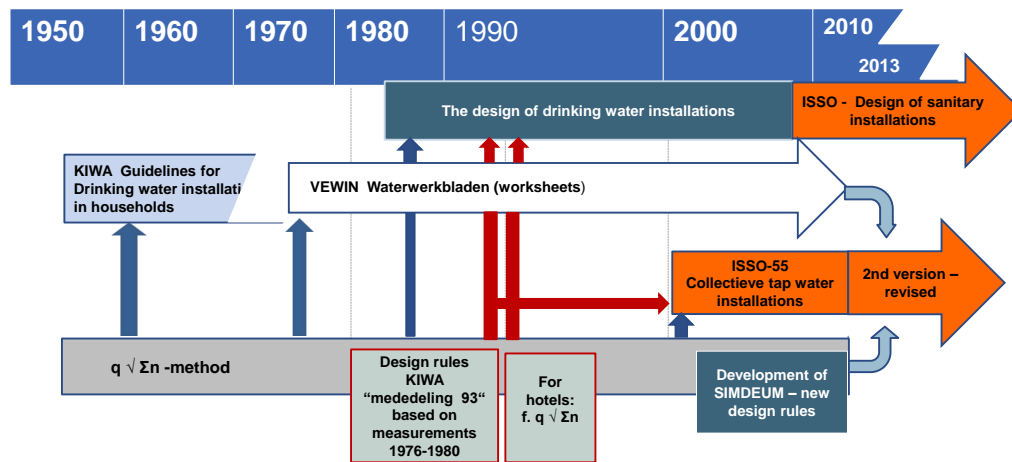 1950
1960
1970
1980
1990
2000
2010
2013
The design of drinking water installations
ISSO - Design of sanitary
installations
KIWA Guidelines for
Drinking water installati
in households
VEWIN Waterwerkbladen (worksheets)
ISSO-55
Collectieve tap water
installations
2nd version –
revised
q √ Σn -method
Design rules
KIWA
“mededeling 93“
based on
measurements
1976-1980
For
hotels:
f. q √ Σn
Development of
SIMDEUM – new
design rules